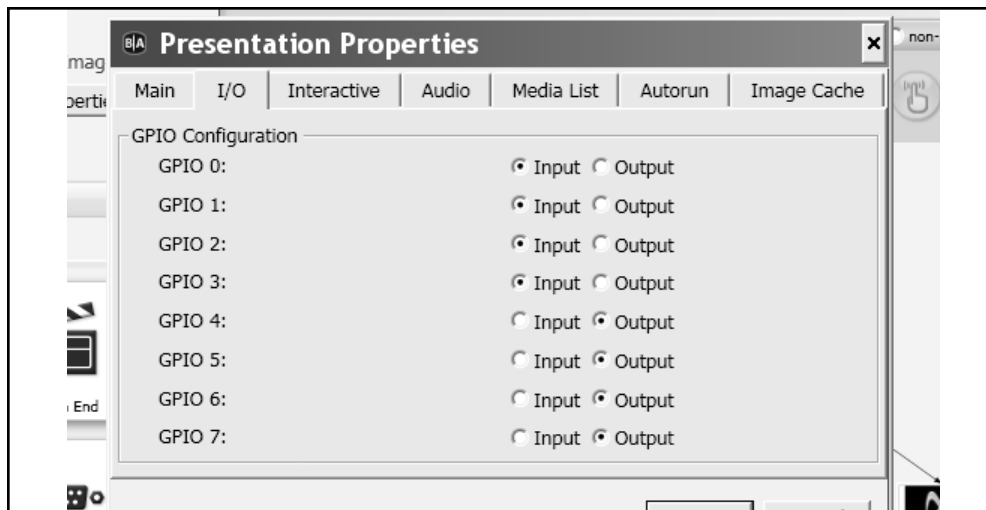 B|A Presentation Properties
non-
mag
perti
Main I/O Interactive Audio Media List Autorun Image Cache
GPIO Configuration
GPIO 0: Input Output
GPIO 1: Input Output
GPIO 2: Input Output
GPIO 3: Input Output
GPIO 4: Input Output
GPIO 5: Input Output
GPIO 6: Input Output
GPIO 7: Input Output
End